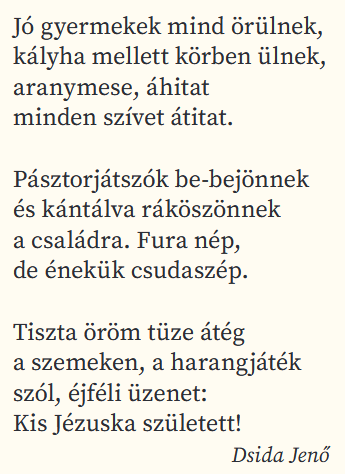 Jó gyermekek mind örülnek,
kályha mellett körben ülnek,
aranymese, áhitat
minden szívet átitat.

Pásztorjátszók be-bejönnek
és kántálva ráköszönnek
a családra. Fura nép,
de énekük csudaszép.

Tiszta öröm tüze átég
a szemeken, a harangjáték
szól, éjféli üzenet:
Kis Jézuska született!
Dsida Jenő